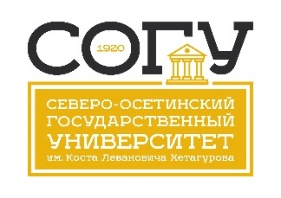 СОГУ
1920
СЕВЕРО-ОСЕТИНСКИЙ
ГОСУДАРСТВЕННЫЙ
УНИВЕРСИТЕТ
им. Коста Левановича Хетагурова